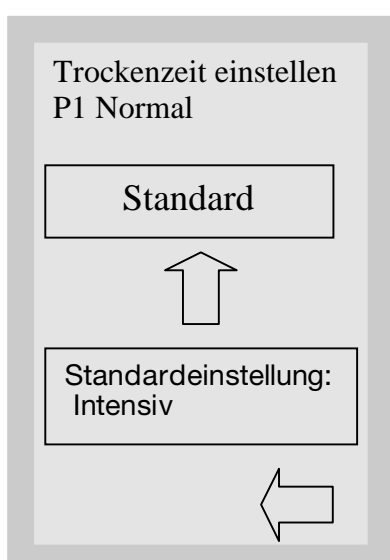 Trockenzeit einstellen
P1 Normal
Standard
Standardeinstellung:
Intensiv